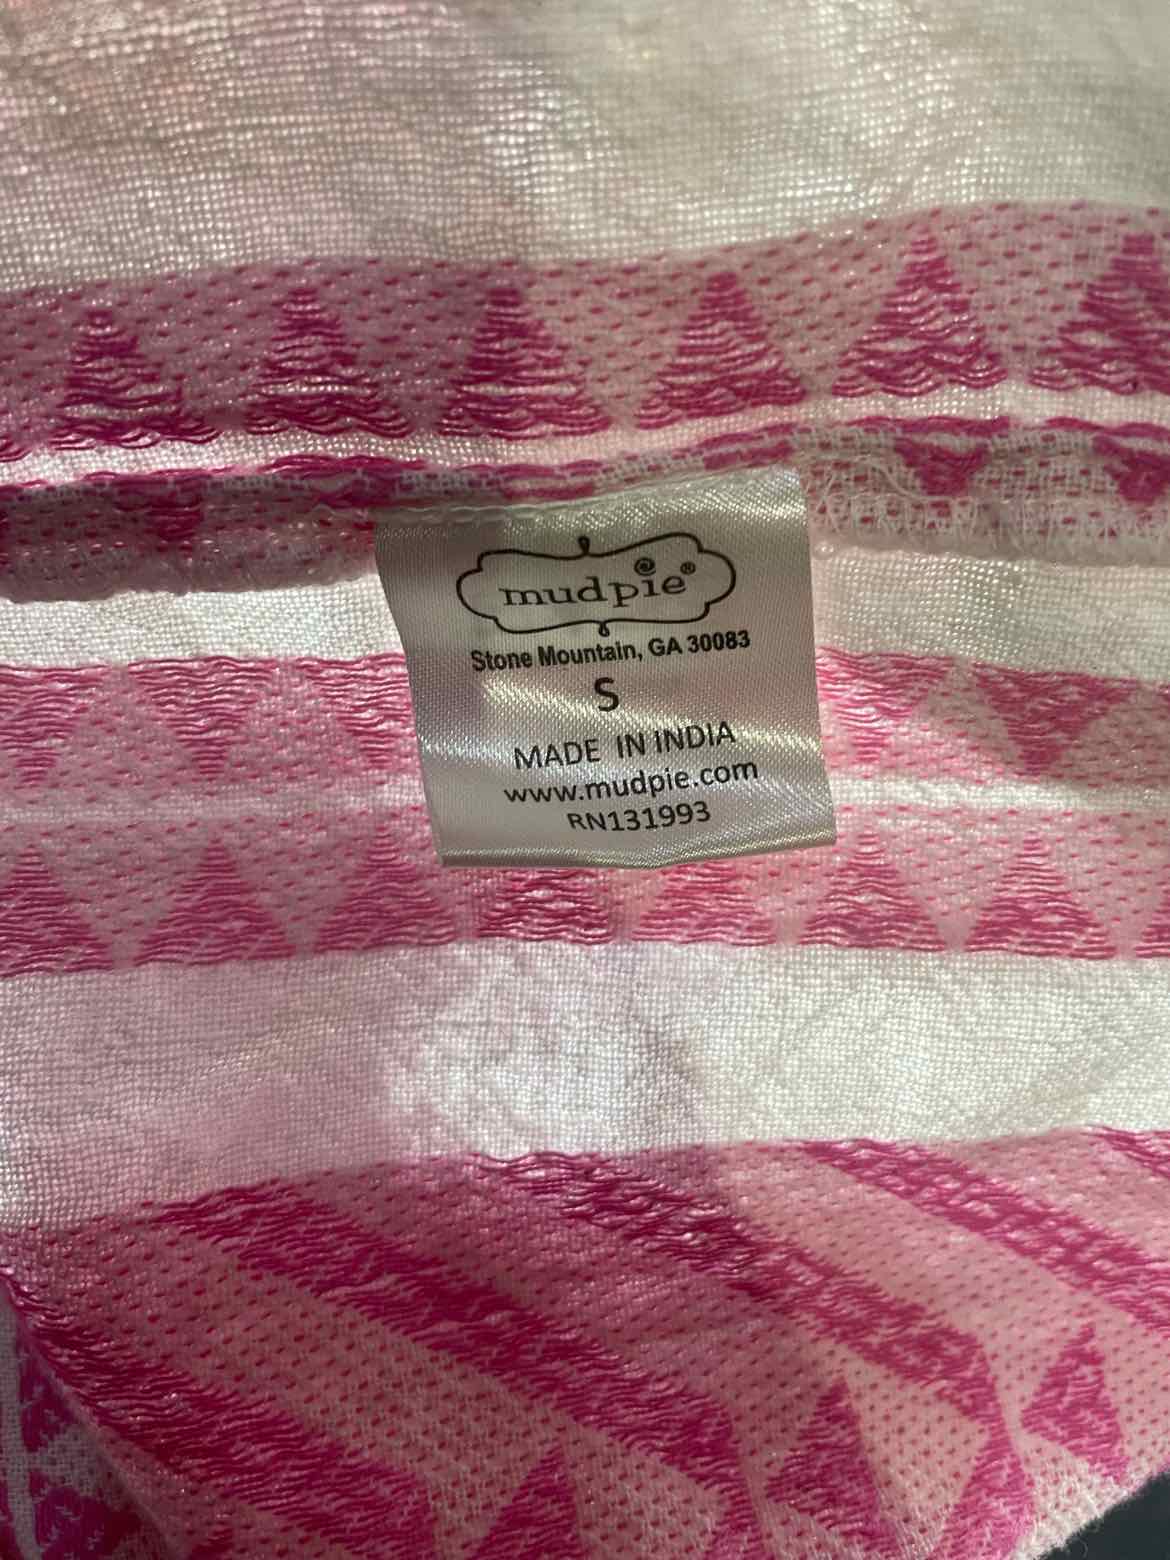 mudpie®
Stone Mountain, GA 30083
S
MADE IN INDIA
www.mudpie.com
RN131993